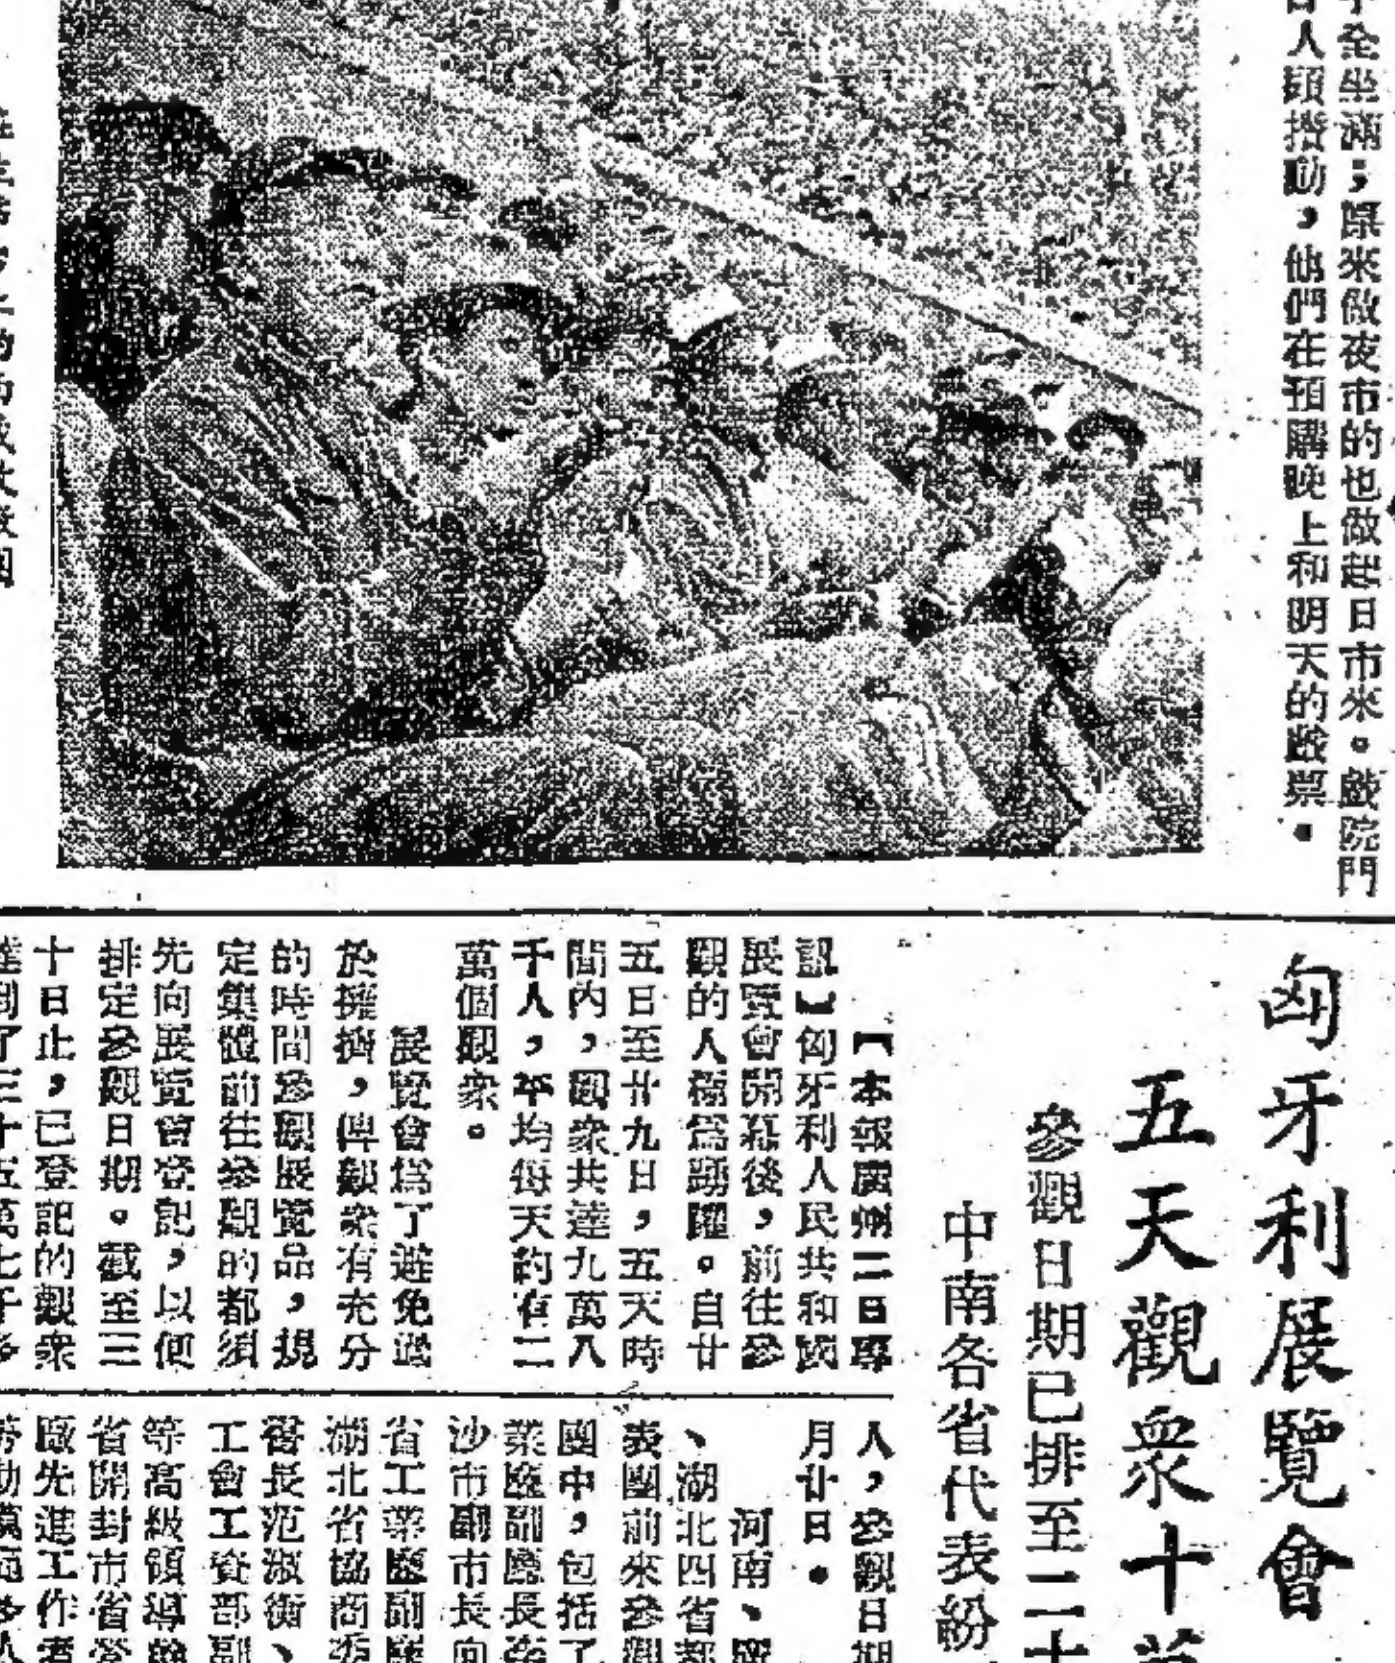 中全坐滿；原來做夜市的也做起日市來。戲院門
人頭攢動，他們在預購晚上和明天的戲票。
匈牙利展覽會
五天觀衆十萬
參觀日期已排至二十
中南各省代表紛
【本報廣州二日專
訊】匈牙利人民共和國
展覽會開幕後，前往參
觀的人極為踴躍。自廿
五日至廿九日，五天時
間內，觀衆共達九萬八
千人，平均每天約有二
萬個觀衆。
展覽會爲了避免過
於擁擠，俾觀衆有充分
的時間參觀展覽品，規
定集體前往參觀的都須
先向展覽會登記，以便
排定參觀日期。截至三
十日止，已登記的觀衆
達到了三十五萬七千多
人，參觀日期
月廿日。
河南、廣
、湖北四省都
表團前來參觀
團中，包括了
業廳副廳長
沙市副市長向
省工業廳副廳
湖北省協商委
書長范漱衡、
工會工資部副
等高級領導幹
省開封市省營
廠先進工作者